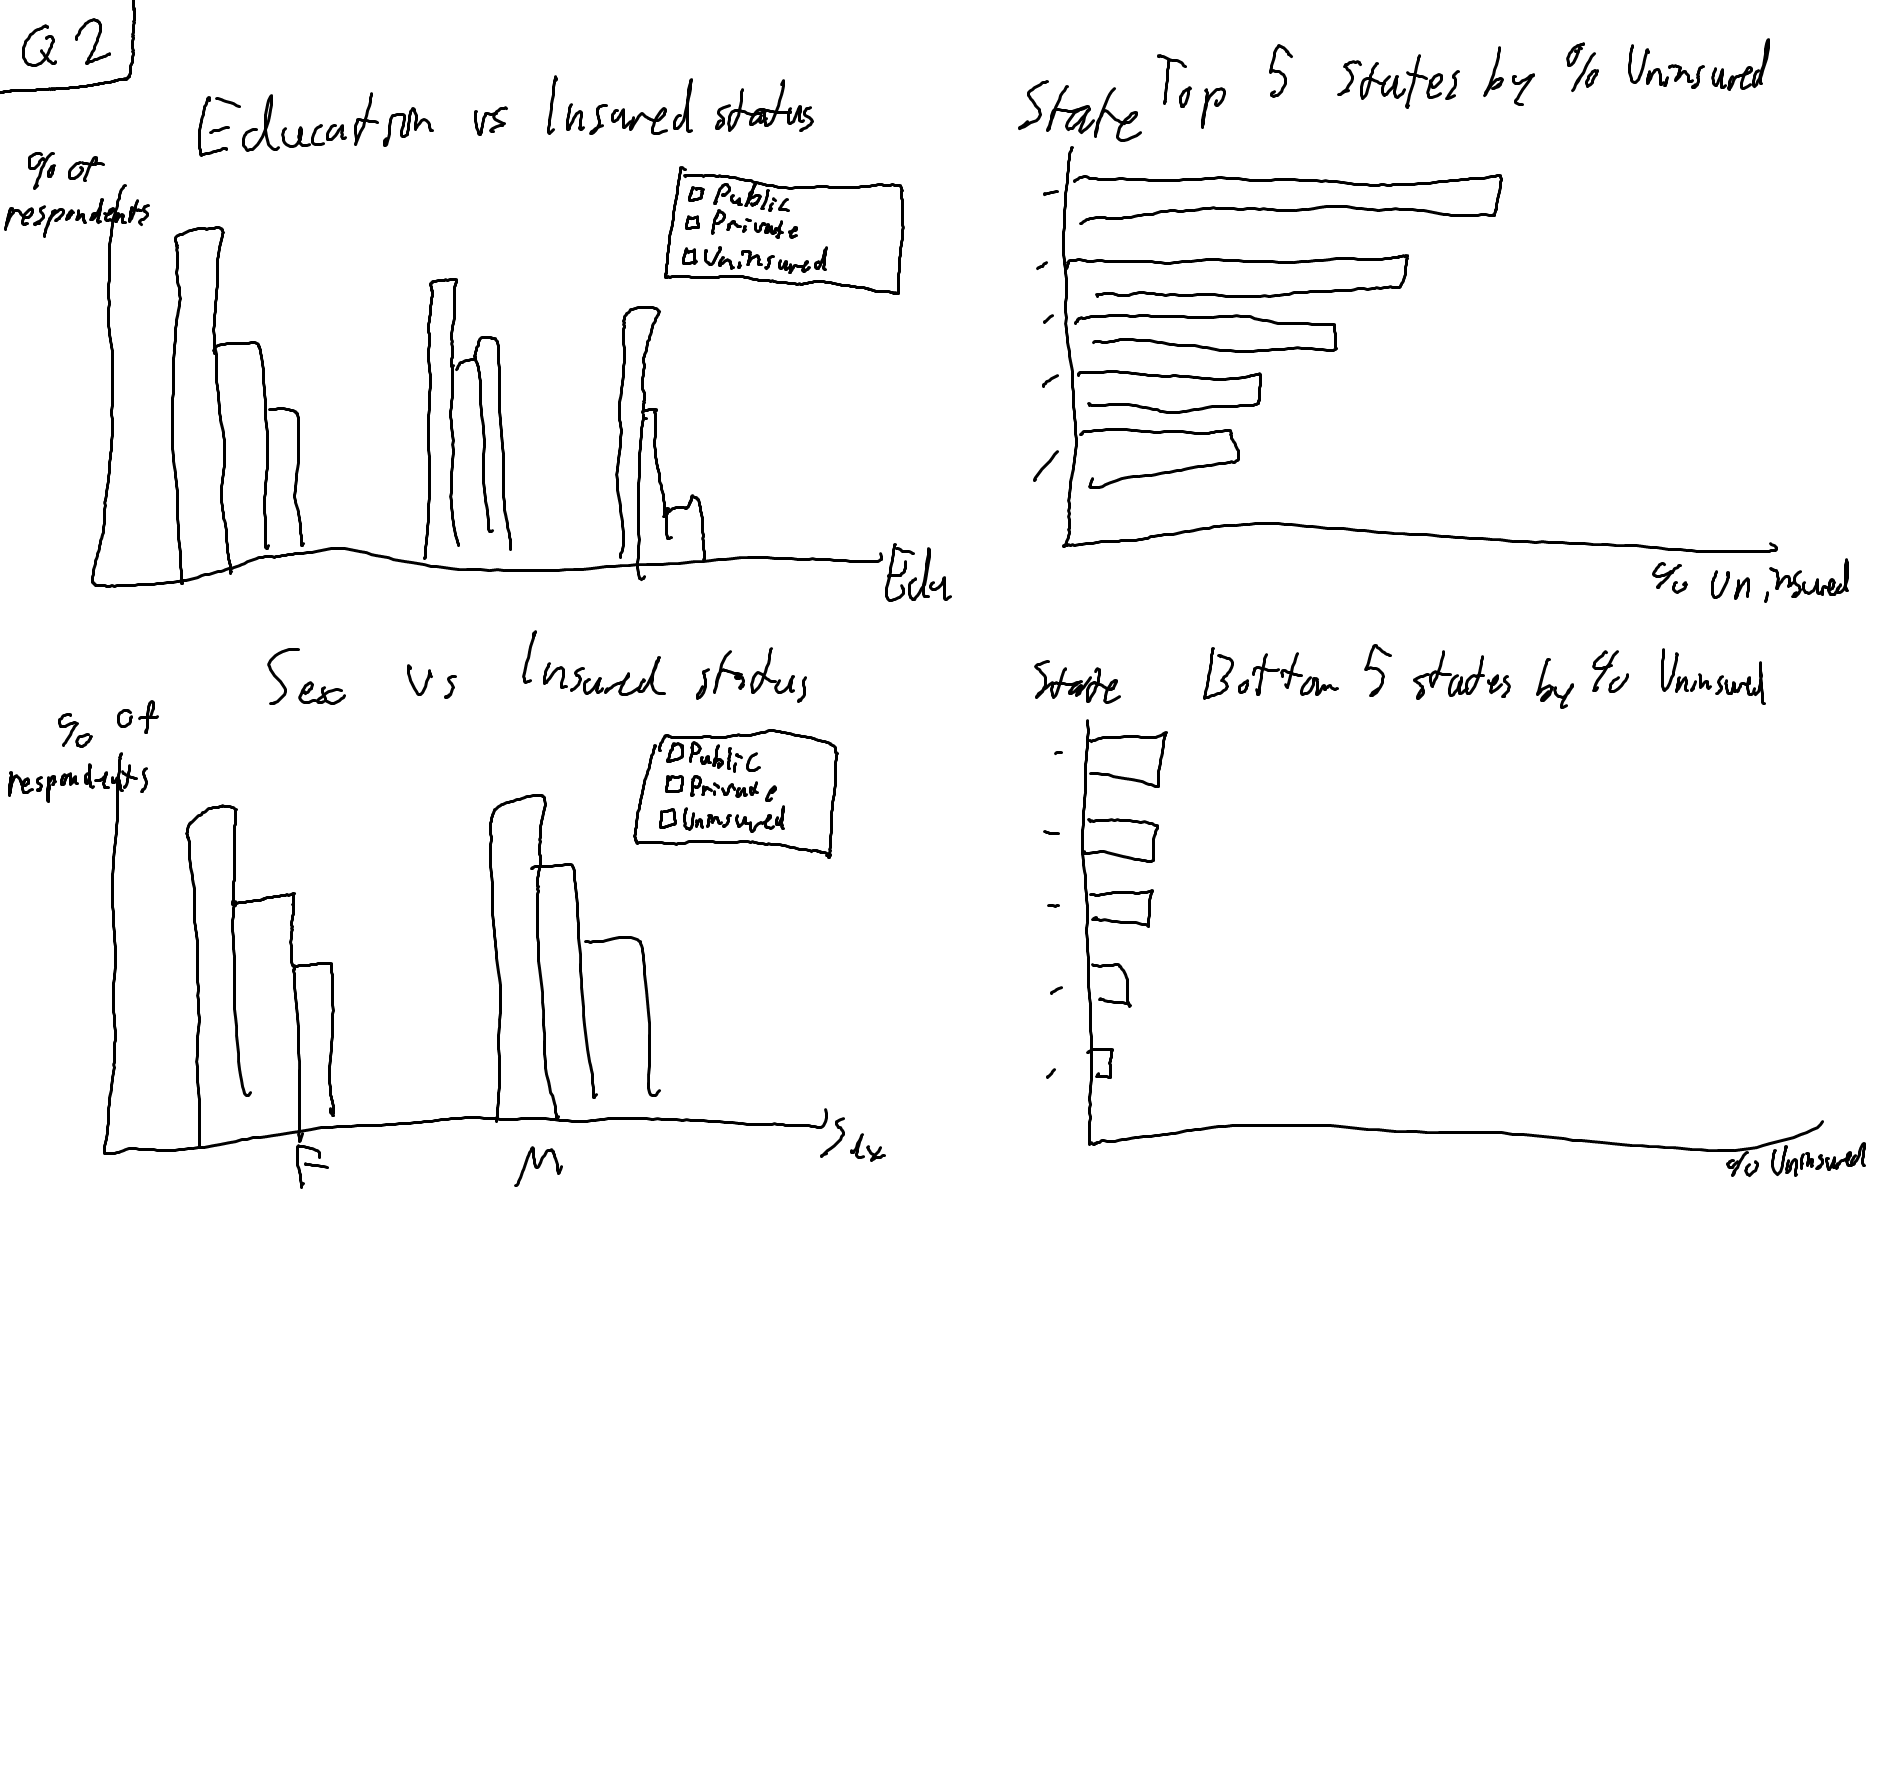 Q2
Education vs Insured status
% of
respondents
Public
Private
Uninsured
Edu
State
Top 5 states by % Uninsured
% Uninsured
Sex vs Insured status
% of
respondents
Public
Private
Uninsured
F
M
Sex
State
Bottom 5 states by % Uninsured
% Uninsured